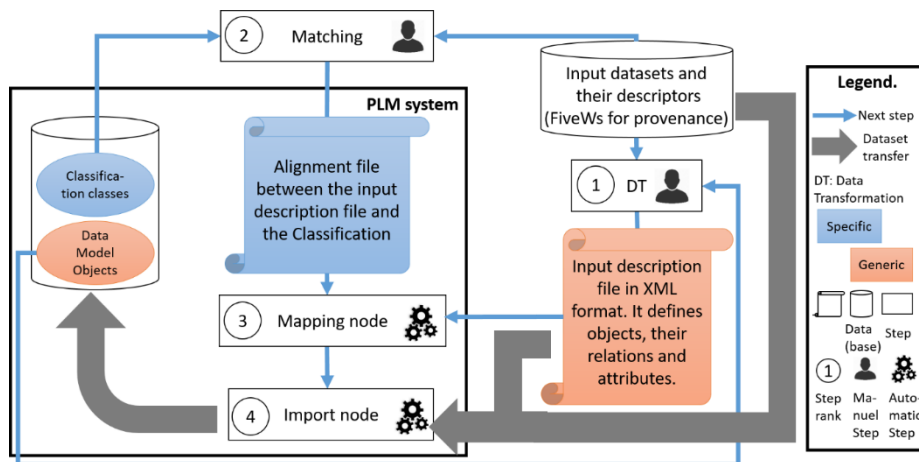 2
Matching
Input datasets and
their descriptors
(FiveWs for provenance)
PLM system
Classifica-
tion classes
Data
Model
Objects
Alignment file
between the input
description file and
the Classification
1
DT
Input description
file in XML
format. It defines
objects, their
relations and
attributes.
3
Mapping node
4
Import node
Legend.
Next step
Dataset
transfer
DT: Data
Transformation
Specific
Generic
Data
(base)
Step
1
Step
rank
Ma-
nuel
Step
Auto-
matic
Step